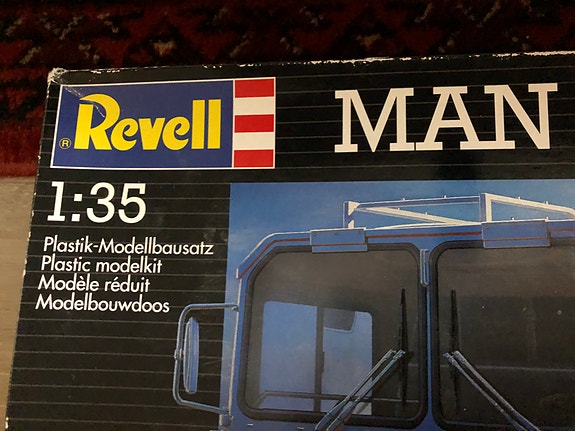 ® Revell
MAN
1:35
Plastik-Modellbausatz
Plastic modelkit
Modèle réduit
Modelbouwdoos